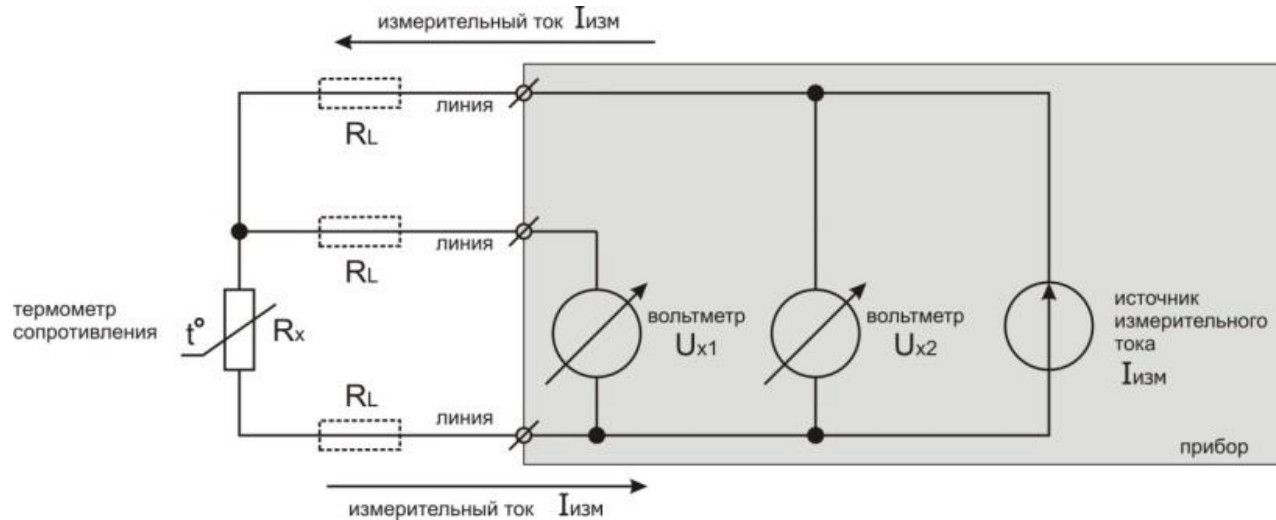 измерительный ток Iизм
линия
RL
линия
RL
термометр
сопротивления
t°
Rx
вольтметр
Ux1
вольтметр
Ux2
источник
измерительного
тока
Iизм
RL
линия
прибор
измерительный ток Iизм